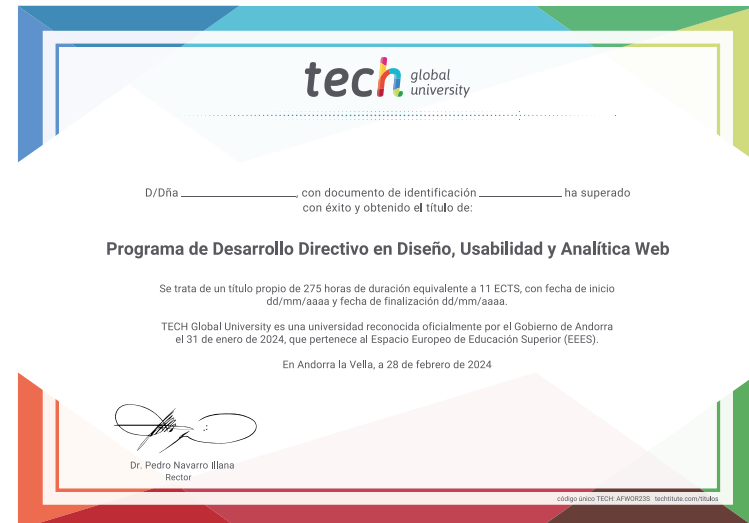 tech global university
D/Dña ______________________, con documento de identificación ________________ ha superado
con éxito y obtenido el título de:
Programa de Desarrollo Directivo en Diseño, Usabilidad y Analítica Web
Se trata de un título propio de 275 horas de duración equivalente a 11 ECTS, con fecha de inicio
dd/mm/aaaa y fecha de finalización dd/mm/aaaa.
TECH Global University es una universidad reconocida oficialmente por el Gobierno de Andorra
el 31 de enero de 2024, que pertenece al Espacio Europeo de Educación Superior (EEES).
En Andorra la Vella, a 28 de febrero de 2024
Dr. Pedro Navarro Illana
Rector
código único TECH: AFWOR23S techtitute.com/titulos